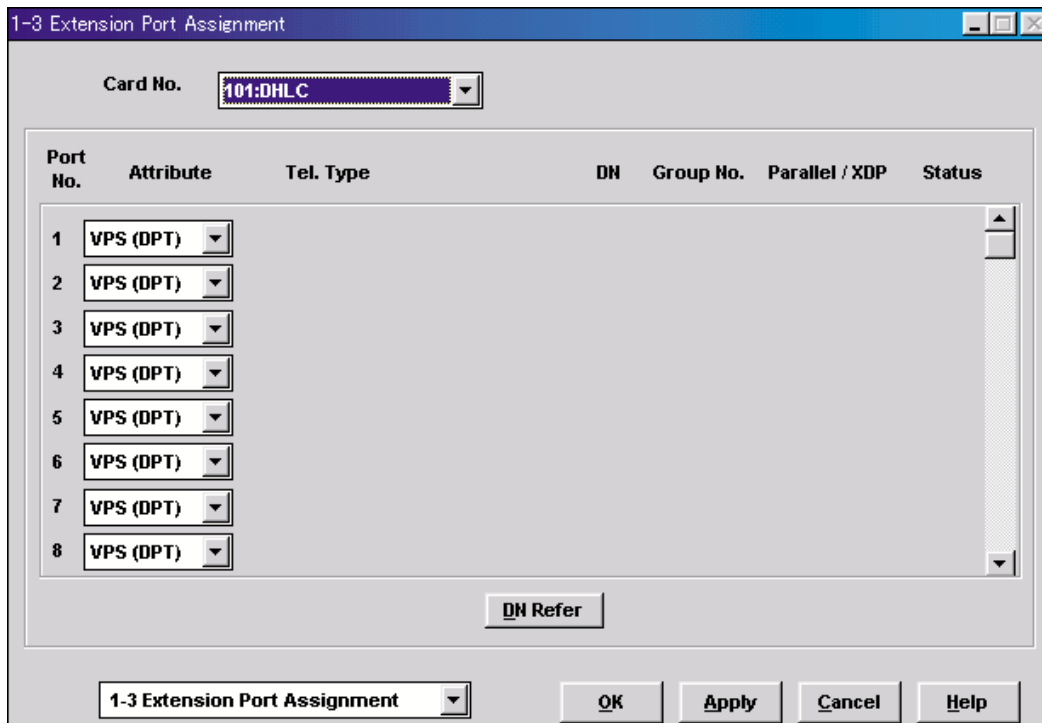 1-3 Extension Port Assignment
Card No. 101:DHLC
Port No. Attribute Tel. Type DN Group No. Parallel / XDP Status
1 VPS (DPT)
2 VPS (DPT)
3 VPS (DPT)
4 VPS (DPT)
5 VPS (DPT)
6 VPS (DPT)
7 VPS (DPT)
8 VPS (DPT)
DN Refer
1-3 Extension Port Assignment OK Apply Cancel Help